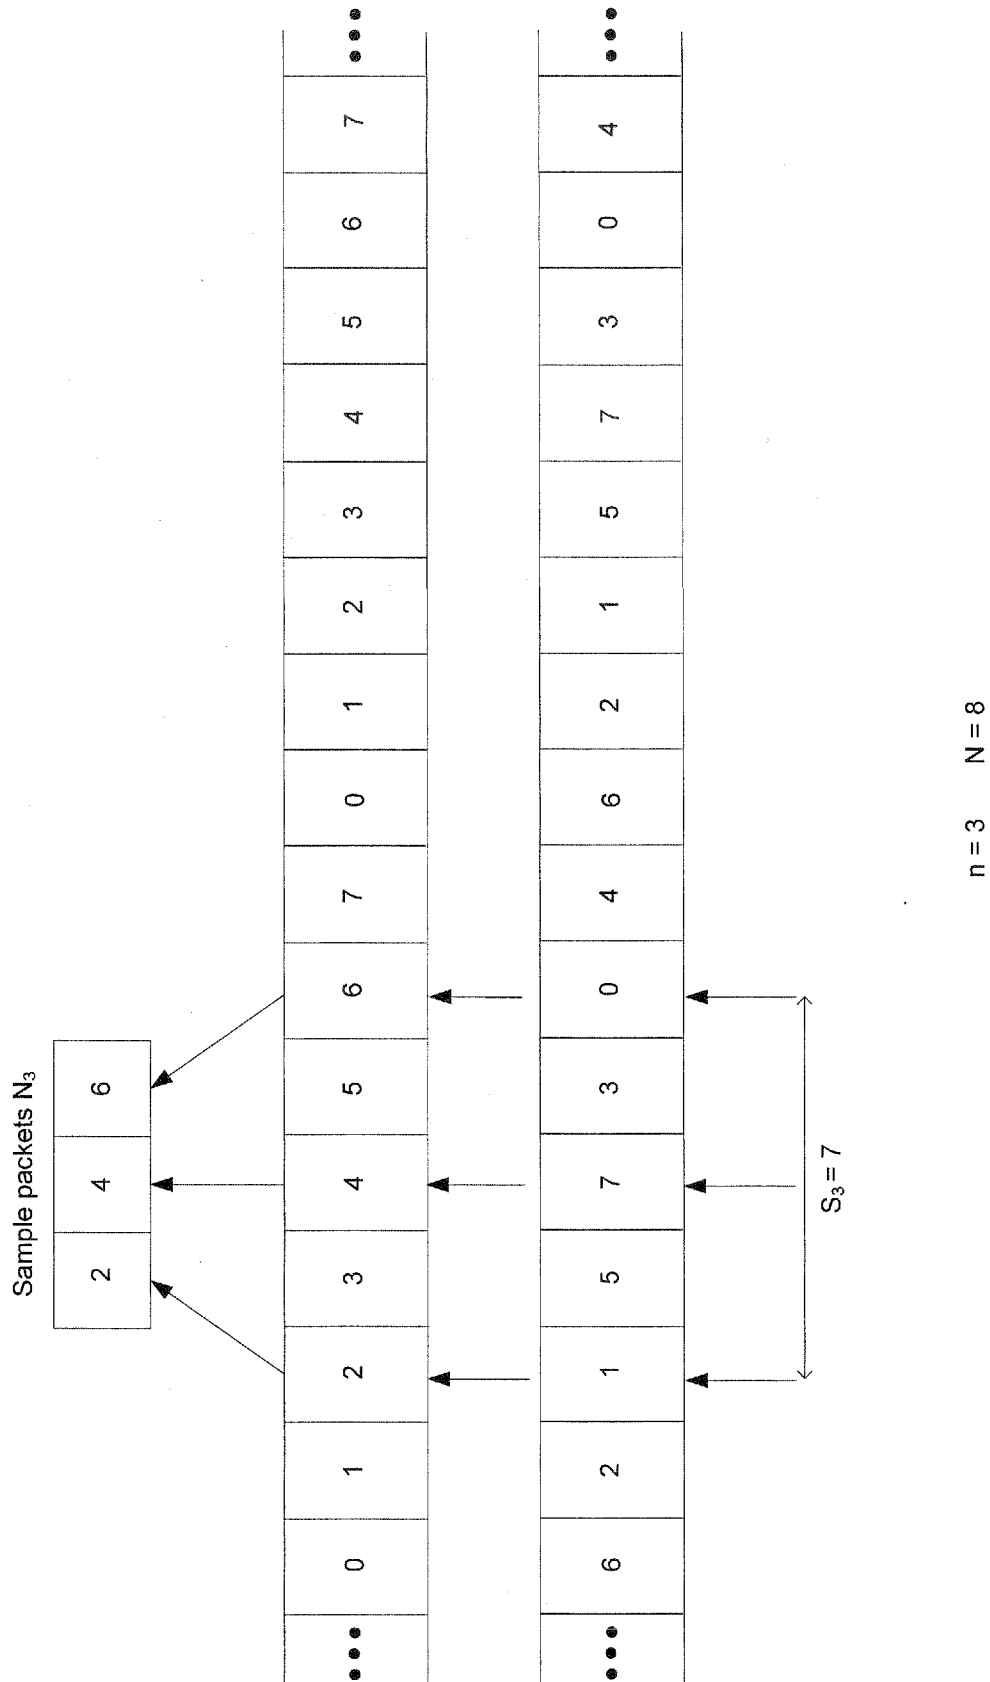 Sample packets N₃
2 4 6
0 1 2 3 4 5 6 7 0 1 2 3 4 5 6 7
6 2 1 5 7 3 0 4 6 2 1 5 7 3 0 4
S₃ = 7
n = 3 N = 8